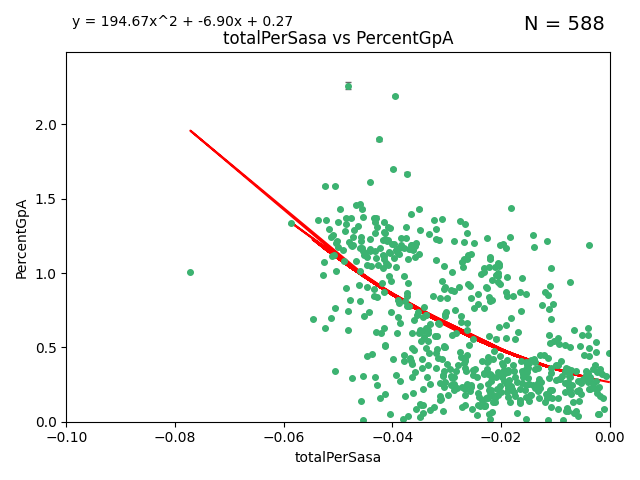 y = 194.67x^2 + -6.90x + 0.27
N = 588
totalPerSasa vs PercentGpA
PercentGpA
2.0
1.5
1.0
0.5
0.0
−0.10 −0.08 −0.06 −0.04 −0.02 0.00
totalPerSasa